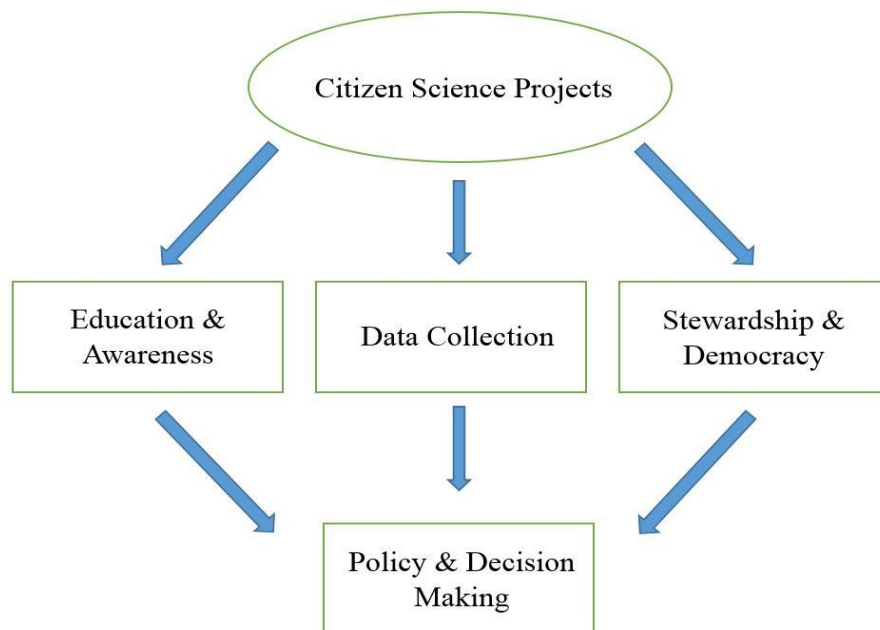 Citizen Science Projects
Education &
Awareness
Data Collection
Stewardship &
Democracy
Policy & Decision
Making